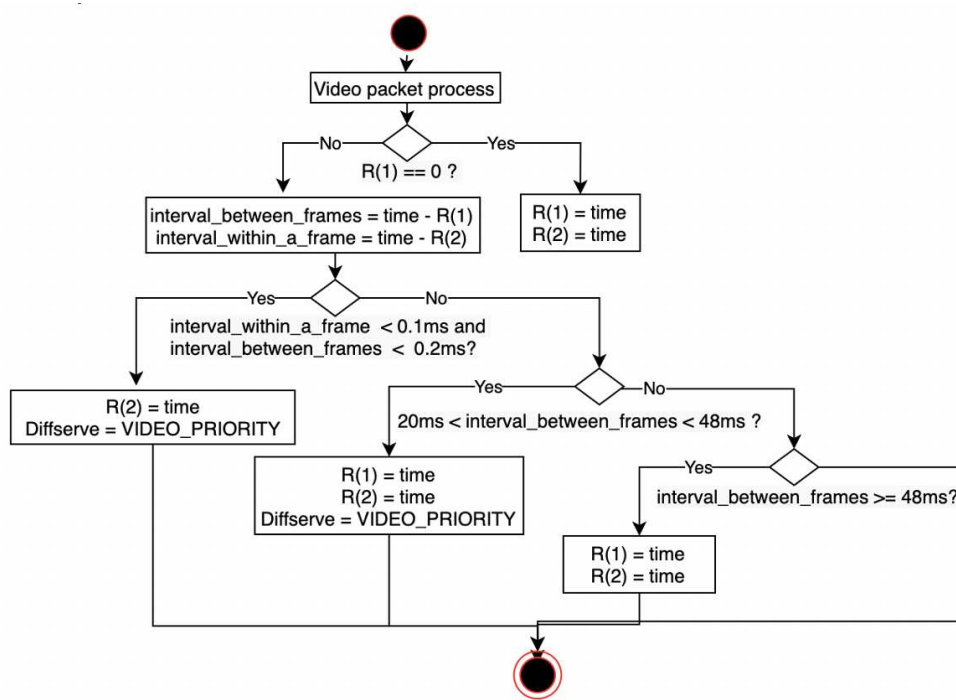 Video packet process
No
Yes
R(1) == 0 ?
interval_between_frames = time - R(1)
interval_within_a_frame = time - R(2)
R(1) = time
R(2) = time
Yes
No
interval_within_a_frame < 0.1ms and
interval_between_frames < 0.2ms?
Yes
No
R(2) = time
Diffserve = VIDEO_PRIORITY
20ms < interval_between_frames < 48ms ?
R(1) = time
R(2) = time
Diffserve = VIDEO_PRIORITY
Yes
interval_between_frames >= 48ms?
R(1) = time
R(2) = time